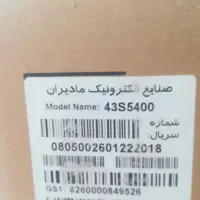 صنایع الکترونیک مادیران
Model Name: 43S5400
شماره
سریال:
0805002601222018
GS1: 6260000849526